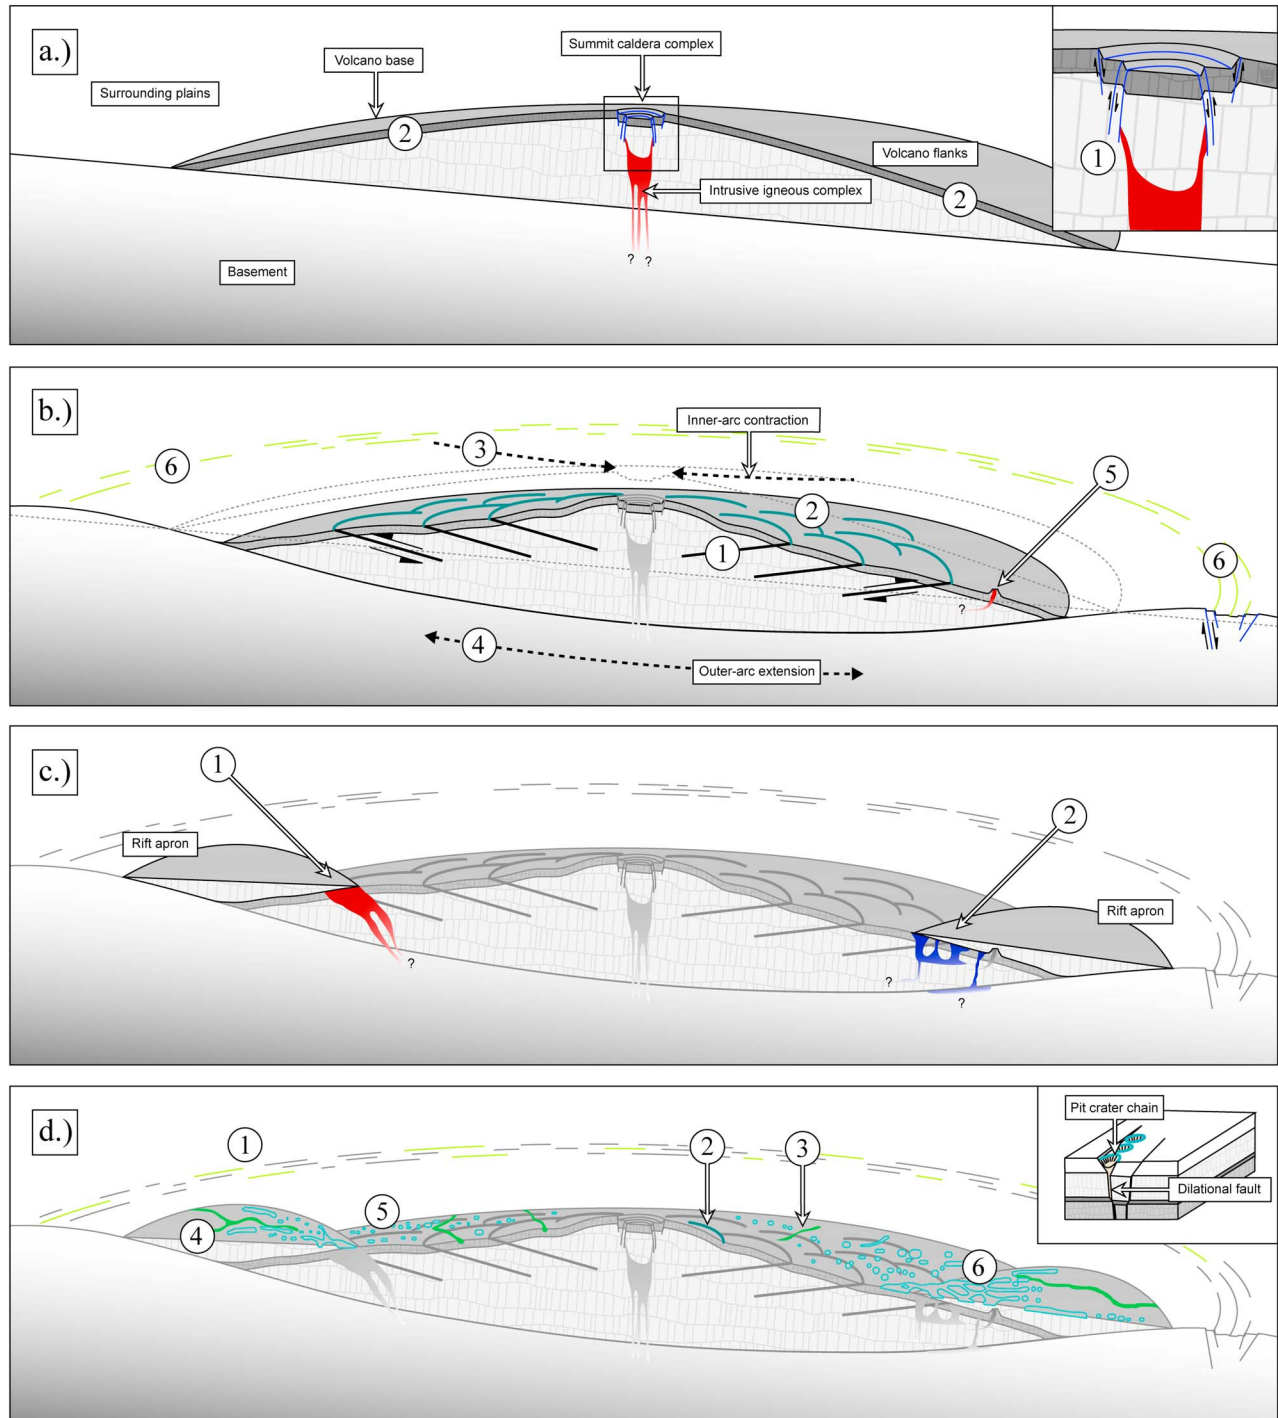 a.)
Summit caldera complex
Volcano base
Surrounding plains
2
1
Volcano flanks
Intrusive igneous complex
2
? ?
Basement
b.)
Inner-arc contraction
3
6
5
2
1
6
?
4
Outer-arc extension
c.)
1
2
Rift apron
Rift apron
?
?
?
d.)
Pit crater chain
1
2
3
Dilational fault
5
4
6